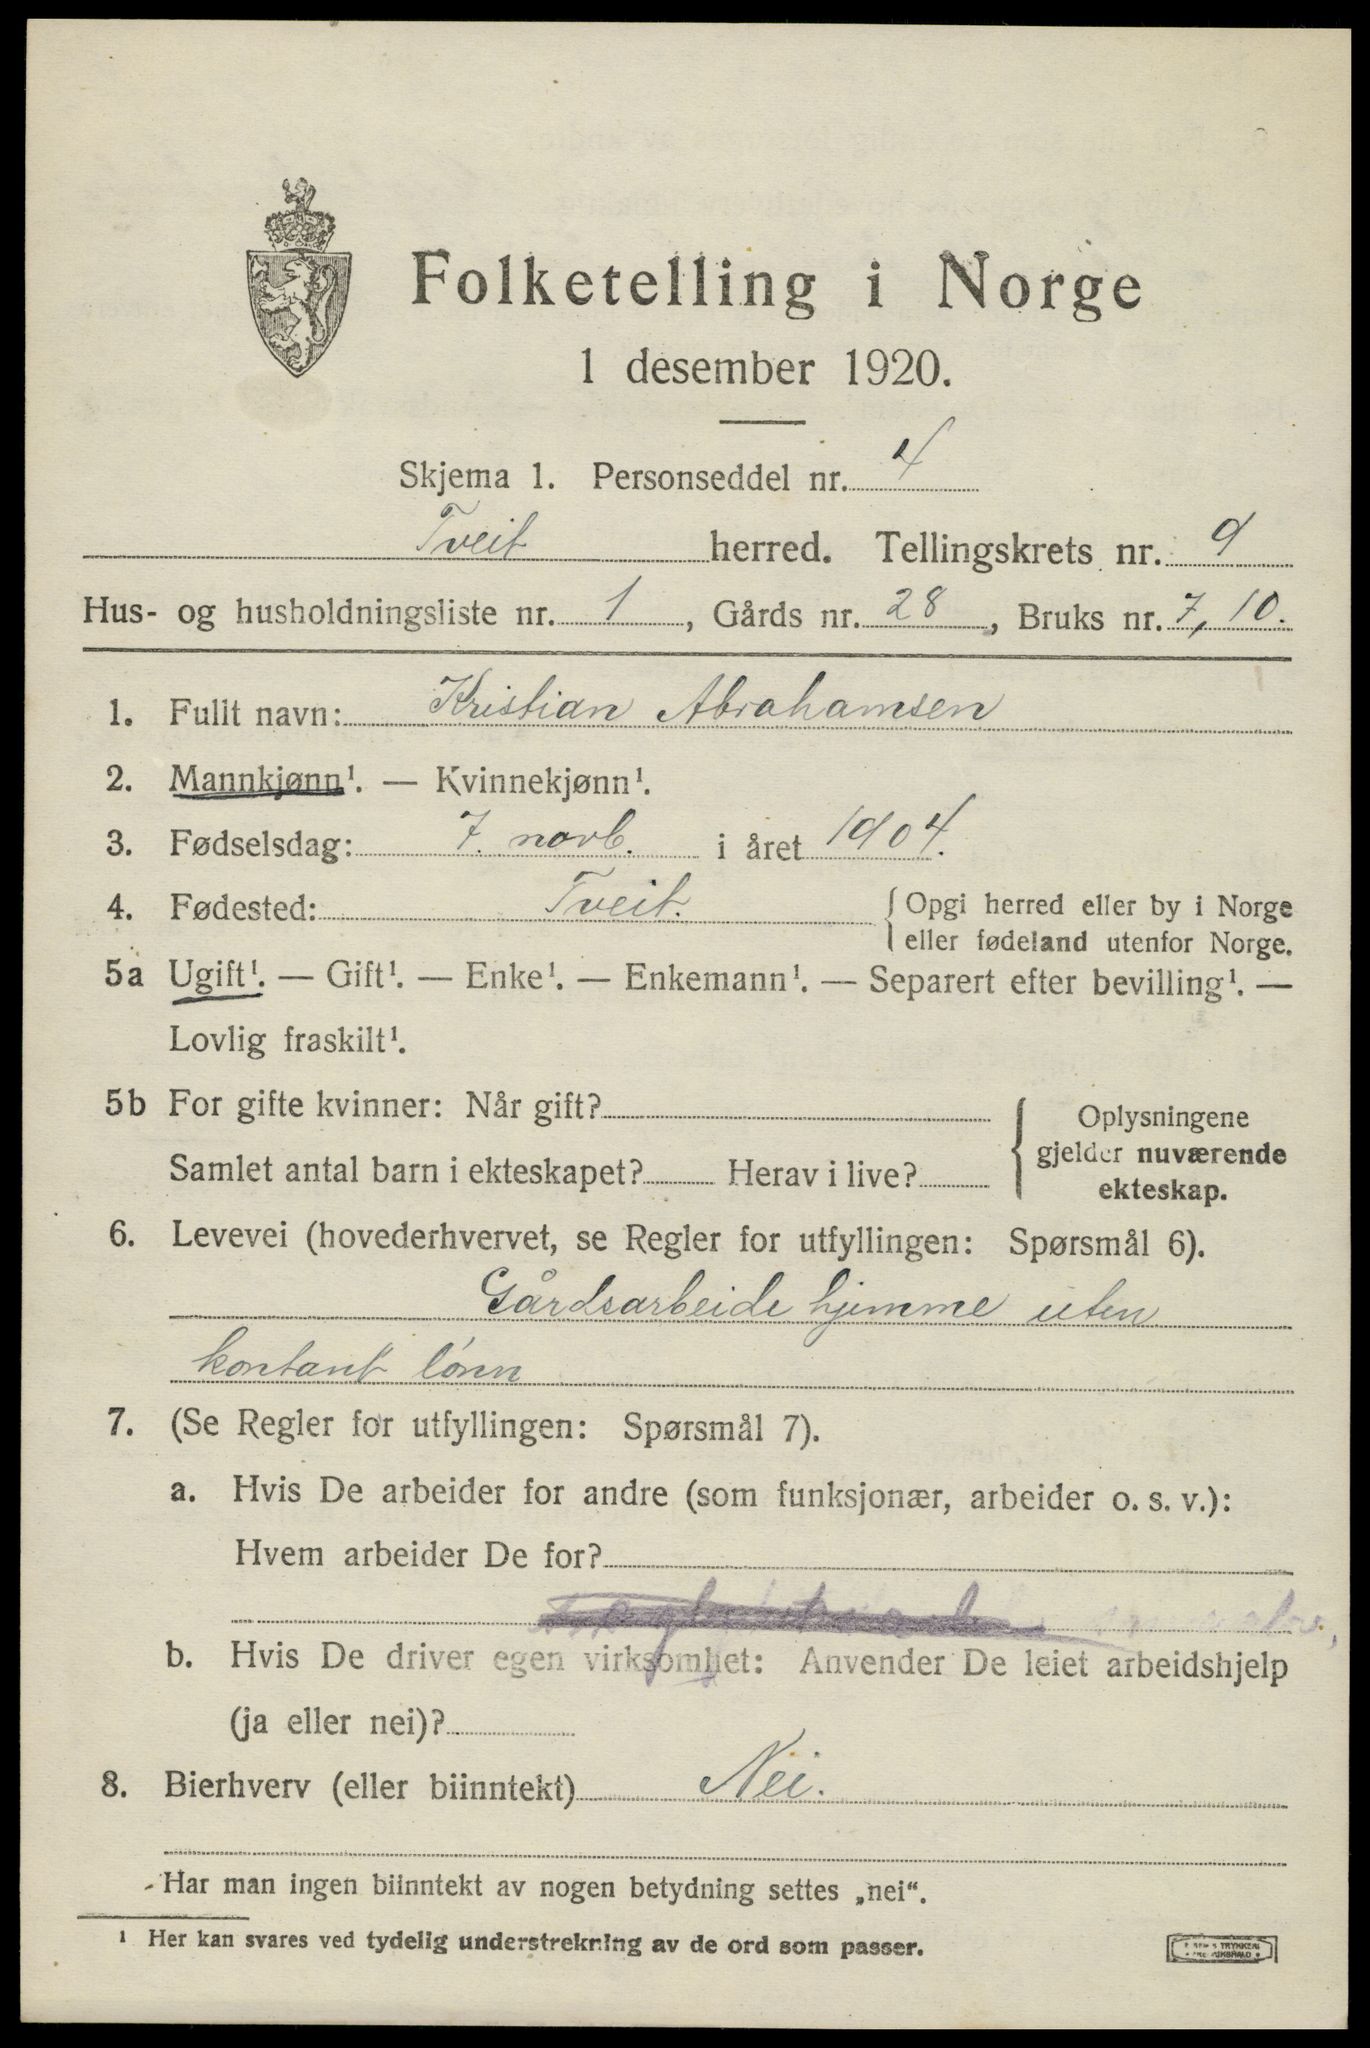 Folketelling i Norge
1 desember 1920.
Skjema 1. Personseddel nr. 4
Tveit herred. Tellingskrets nr. 9
Hus- og husholdningsliste nr. 1, Gårds nr. 28, Bruks nr. 7, 10.
1. Fullt navn: Kristian Abrahamsen
2. Mannkjønn¹. — Kvinnekjønn¹.
3. Fødselsdag: 7. novb. i året 1904.
4. Fødested: Tveit. { Opgi herred eller by i Norge
eller fødeland utenfor Norge.
5a Ugift¹. — Gift¹. — Enke¹. — Enkemann¹. — Separert efter bevilling¹. —
Lovlig fraskilt¹.
5b For gifte kvinner: Når gift? { Oplysningene
gjelder nuværende
Samlet antal barn i ekteskapet? Herav i live?
ekteskap.
6. Levevei (hovederhvervet, se Regler for utfyllingen: Spørsmål 6).
Gårdsarbeide hjemme uten
kontant lønn
7. (Se Regler for utfyllingen: Spørsmål 7).
a. Hvis De arbeider for andre (som funksjonær, arbeider o. s. v.):
Hvem arbeider De for?
b. Hvis De driver egen virksomhet: Anvender De leiet arbeidshjelp
(ja eller nei)?
8. Bierhverv (eller biinntekt) Nei.
Har man ingen biinntekt av nogen betydning settes „nei".
¹ Her kan svares ved tydelig understrekning av de ord som passer.